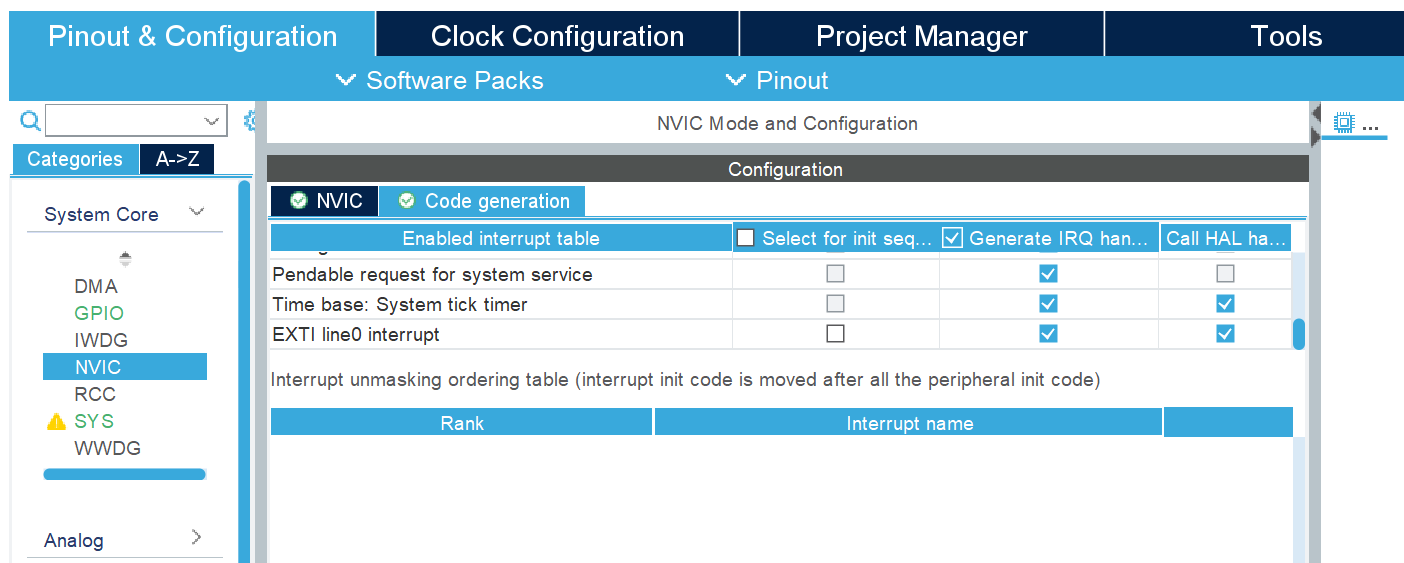 Pinout & Configuration
Clock Configuration
Project Manager
Tools
Software Packs
Pinout
NVIC Mode and Configuration
...
Categories
A->Z
Configuration
System Core
DMA
GPIO
IWDG
NVIC
RCC
SYS
WWDG
Analog
NVIC
Code generation
Enabled interrupt table
Select for init seq...
Generate IRQ han...
Call HAL ha...
Pendable request for system service
Time base: System tick timer
EXTI line0 interrupt
Interrupt unmasking ordering table (interrupt init code is moved after all the peripheral init code)
Rank
Interrupt name